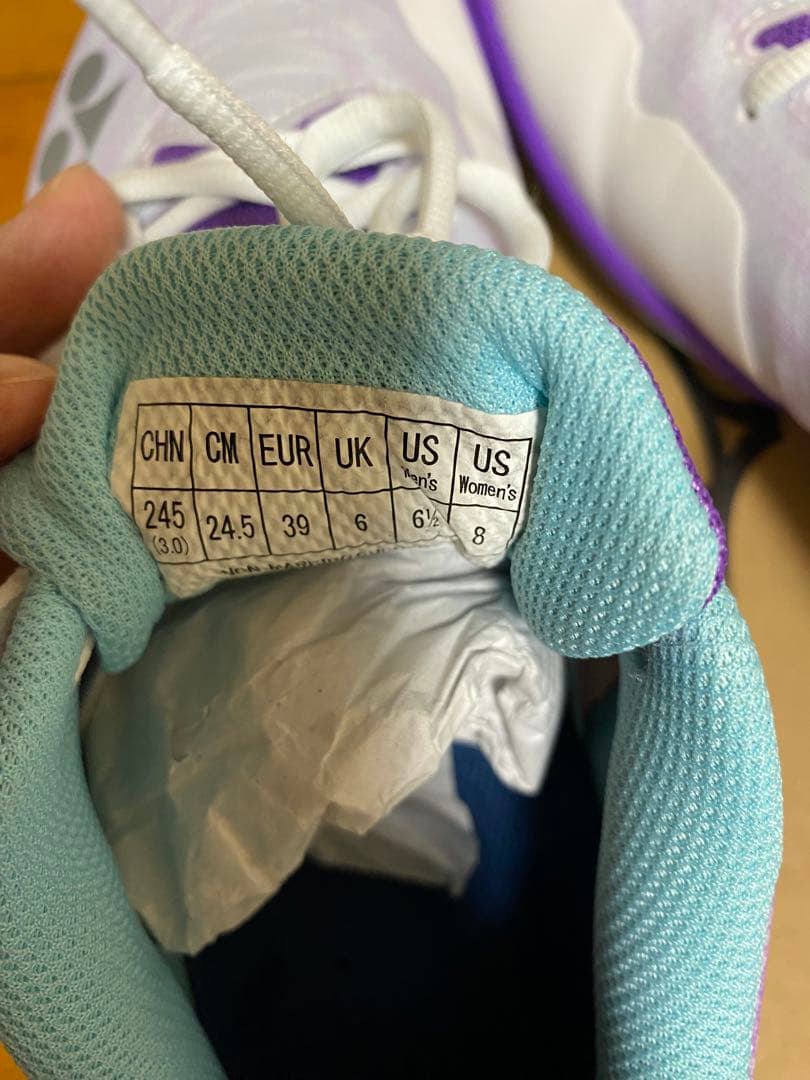 CHN CM EUR UK US Men's US Women's
245 (3.0) 24.5 39 6 6½ 8